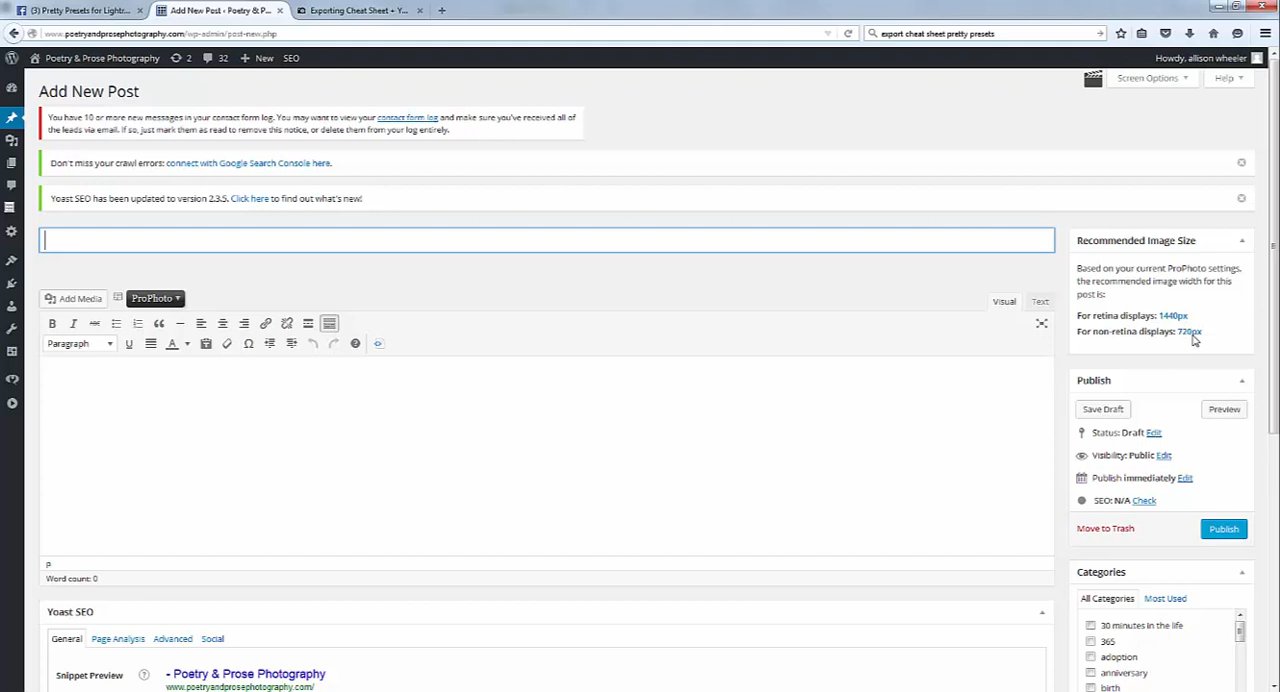 (3) Pretty Presets for Lightr...
Add New Post ‹ Poetry & P...
Exporting Cheat Sheet + Y...
www.poetryandprosephotography.com/wp-admin/post-new.php
export cheat sheet pretty presets
Poetry & Prose Photography
2
32
+ New
SEO
Howdy, allison wheeler
Add New Post
Screen Options
Help
You have 10 or more new messages in your contact form log. You may want to view your contact form log and make sure you've received all of
the leads via email. If so, just mark them as read to remove this notice, or delete them from your log entirely.
Don't miss your crawl errors: connect with Google Search Console here.
Yoast SEO has been updated to version 2.3.5. Click here to find out what's new!
Recommended Image Size
Based on your current ProPhoto settings,
the recommended image width for this
post is:
For retina displays: 1440px
For non-retina displays: 720px
Add Media
ProPhoto
Visual
Text
B I ABC
Paragraph
U A Ω
Publish
Save Draft
Preview
Status: Draft Edit
Visibility: Public Edit
Publish immediately Edit
SEO: N/A Check
Move to Trash
Publish
p
Word count: 0
Categories
All Categories
Most Used
30 minutes in the life
365
adoption
anniversary
birth
Yoast SEO
General
Page Analysis
Advanced
Social
Snippet Preview
- Poetry & Prose Photography
www.poetryandprosephotography.com/